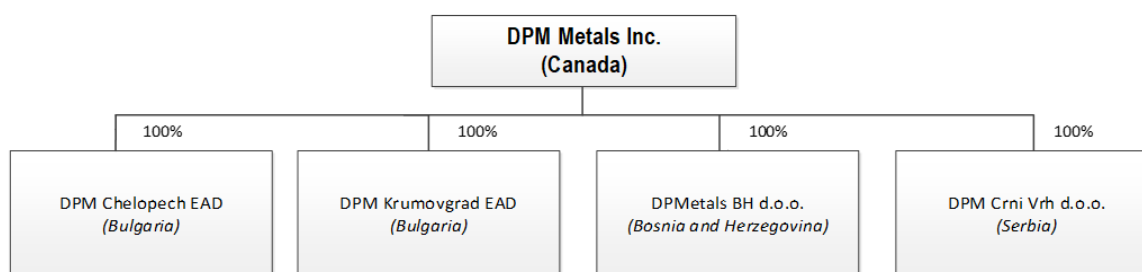 DPM Metals Inc.
(Canada)
100%
100%
100%
100%
DPM Chelopech EAD
(Bulgaria)
DPM Krumovgrad EAD
(Bulgaria)
DPMetals BH d.o.o.
(Bosnia and Herzegovina)
DPM Crni Vrh d.o.o.
(Serbia)